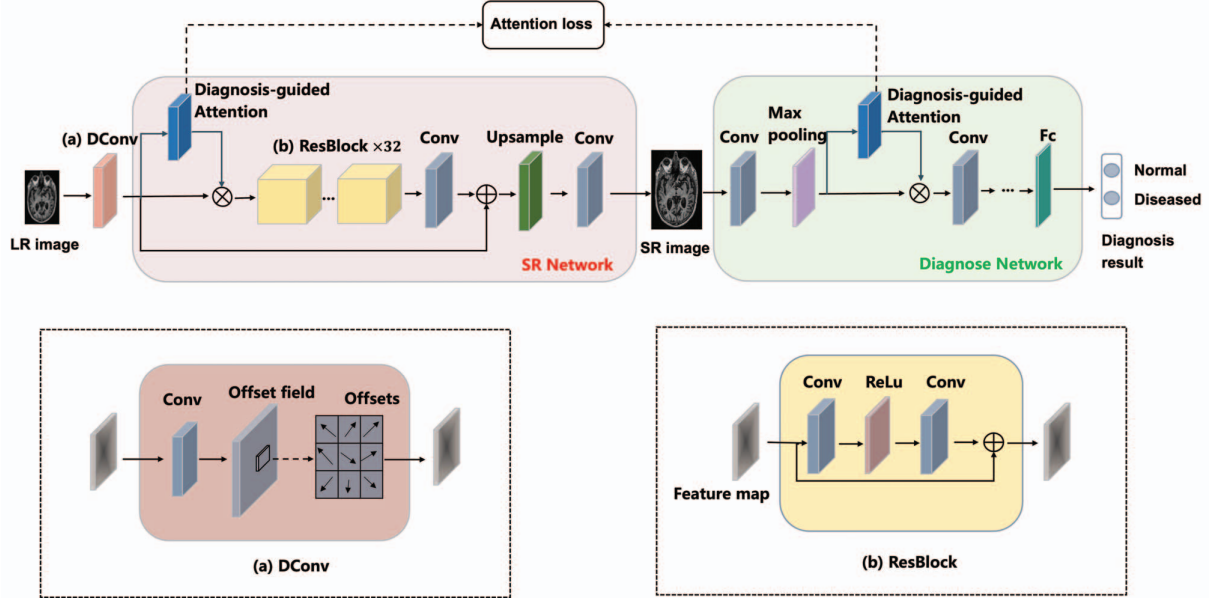 Attention loss
Diagnosis-guided
Attention
(a) DConv
(b) ResBlock ×32
Conv
Upsample
Conv
LR image
SR Network
SR image
Conv
Max
pooling
Diagnosis-guided
Attention
Conv
Fc
Normal
Diseased
Diagnosis
result
Diagnose Network
...
...
Conv
Offset field
Offsets
(a) DConv
Conv
ReLu
Conv
Feature map
(b) ResBlock